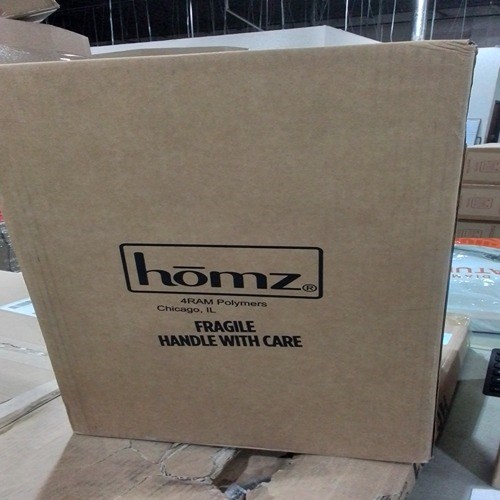 hōmz®
4RAM Polymers
Chicago, IL
FRAGILE
HANDLE WITH CARE